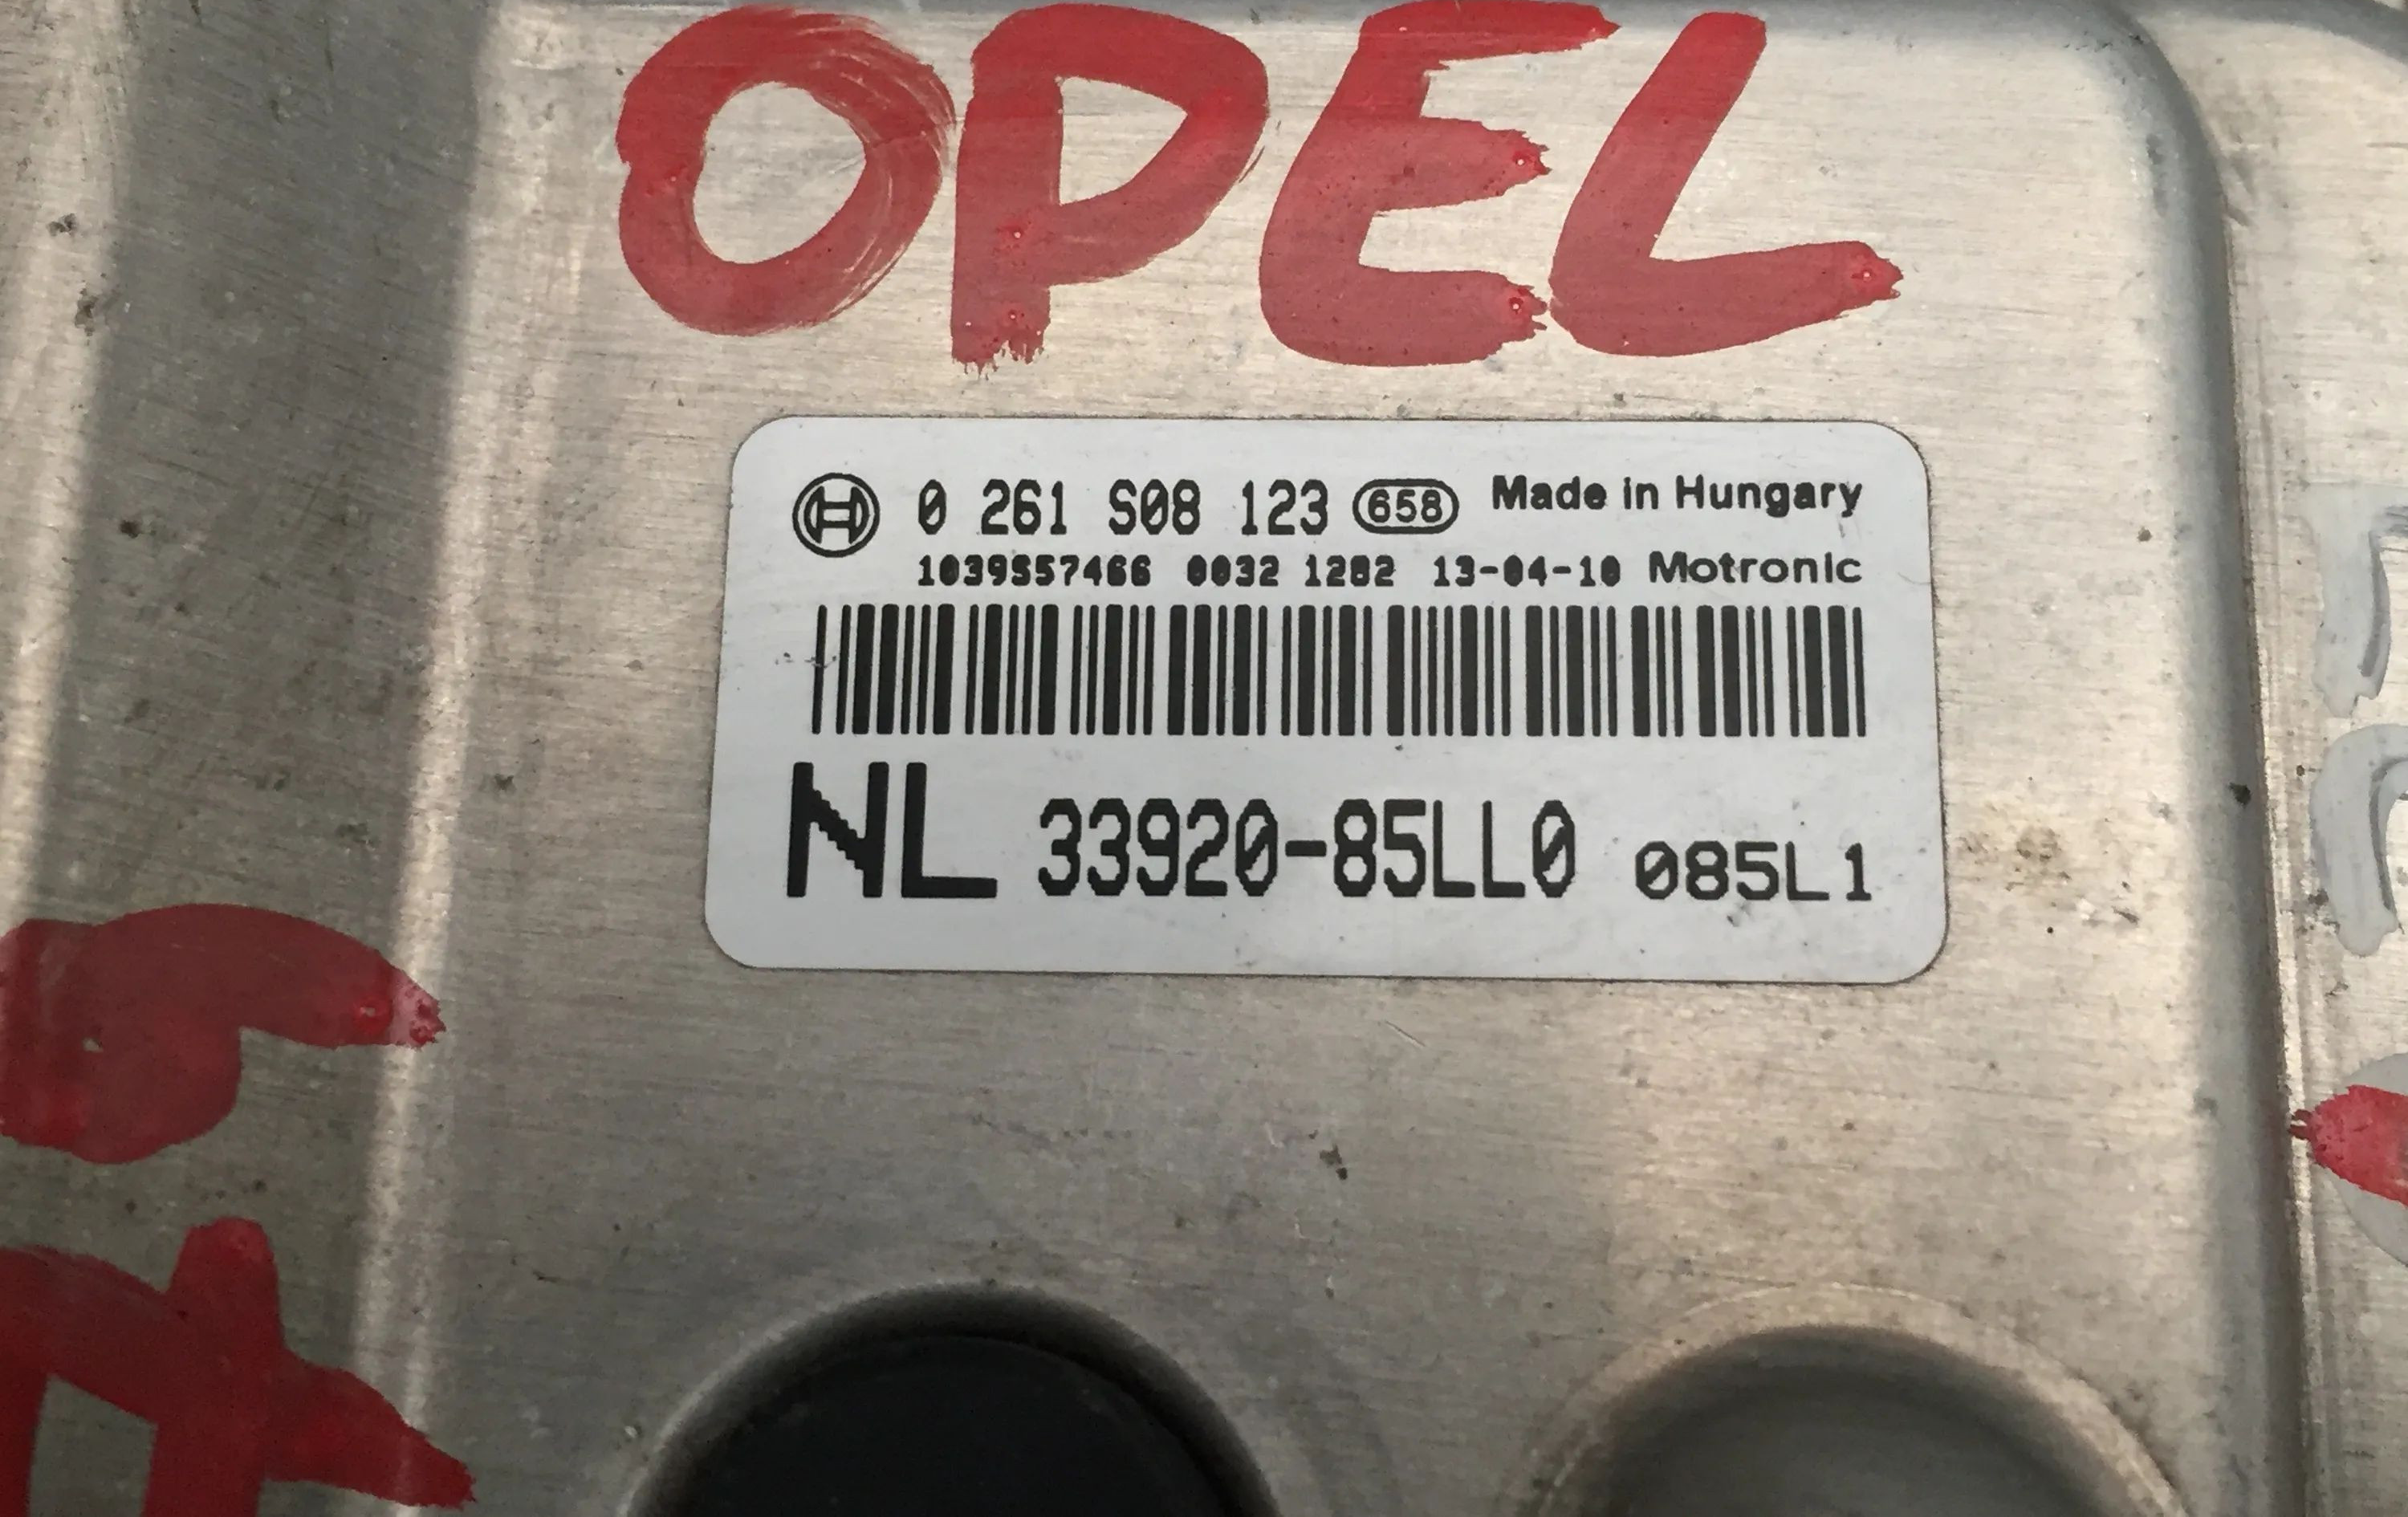 OPEL
0 261 S08 123 658 Made in Hungary
1039S57466 0032 1282 13-04-10 Motronic
NL 33920-85LL0 085L1